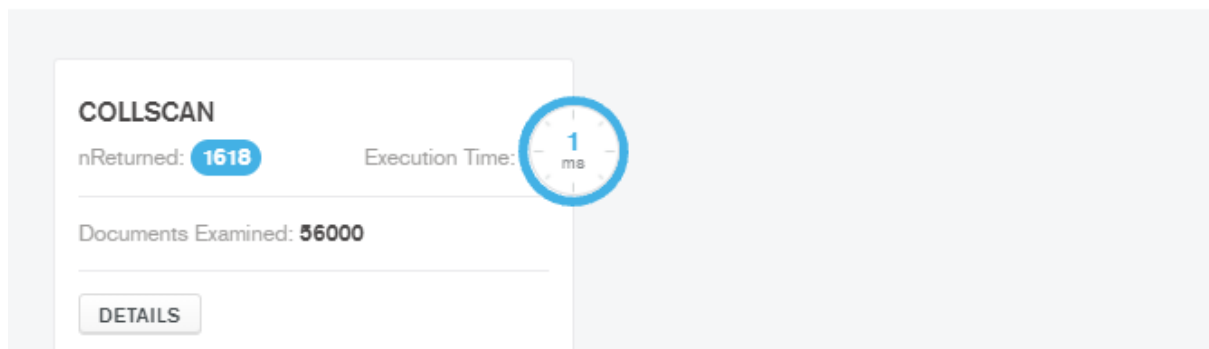 COLLSCAN
nReturned: 1618 Execution Time: 1 ms
Documents Examined: 56000
DETAILS